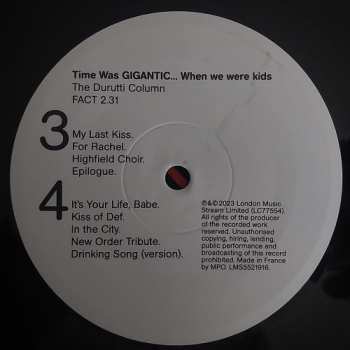 Time Was GIGANTIC... When we were kids
The Durutti Column
FACT 2.31
3
My Last Kiss.
For Rachel.
Highfield Choir.
Epilogue.
4
It's Your Life, Babe.
Kiss of Def.
In the City.
New Order Tribute.
Drinking Song (version).
℗&©2023 London Music
Stream Limited (LC77554).
All rights of the producer
of the recorded work
reserved. Unauthorised
copying, hiring, lending,
public performance and
broadcasting of this record
prohibited. Made in France
by MPO. LMS5521916.